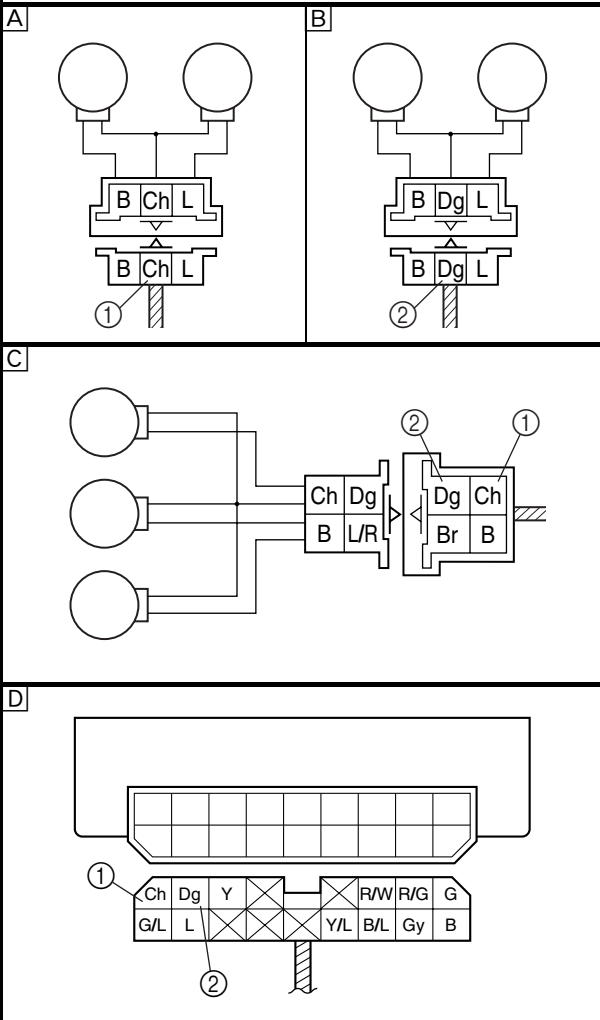 A
B
B Ch L
B Dg L
B Ch L
B Dg L
1
2
C
2
1
Ch Dg
Dg Ch
B L/R
Br B
D
1
Ch Dg Y R/W R/G G
G/L L Y/L B/L Gy B
2